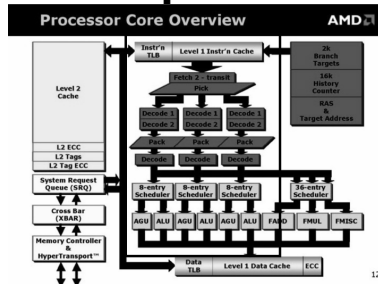 Processor Core Overview
AMD
Level 2
Cache
L2 ECC
L2 Tags
L2 Tag ECC
System Request
Queue (SRQ)
Cross Bar
(XBAR)
Memory Controller
&
HyperTransport™
Instr'n
TLB
Level 1 Instr'n Cache
Fetch 2 - transit
Pick
Decode 1
Decode 2
Decode 1
Decode 2
Decode 1
Decode 2
Pack
Pack
Pack
Decode
Decode
Decode
8-entry
Scheduler
8-entry
Scheduler
8-entry
Scheduler
36-entry
Scheduler
AGU
ALU
AGU
ALU
AGU
ALU
FADD
FMUL
FMISC
Data
TLB
Level 1 Data Cache
ECC
2k
Branch
Targets
16k
History
Counter
RAS
&
Target Address
12